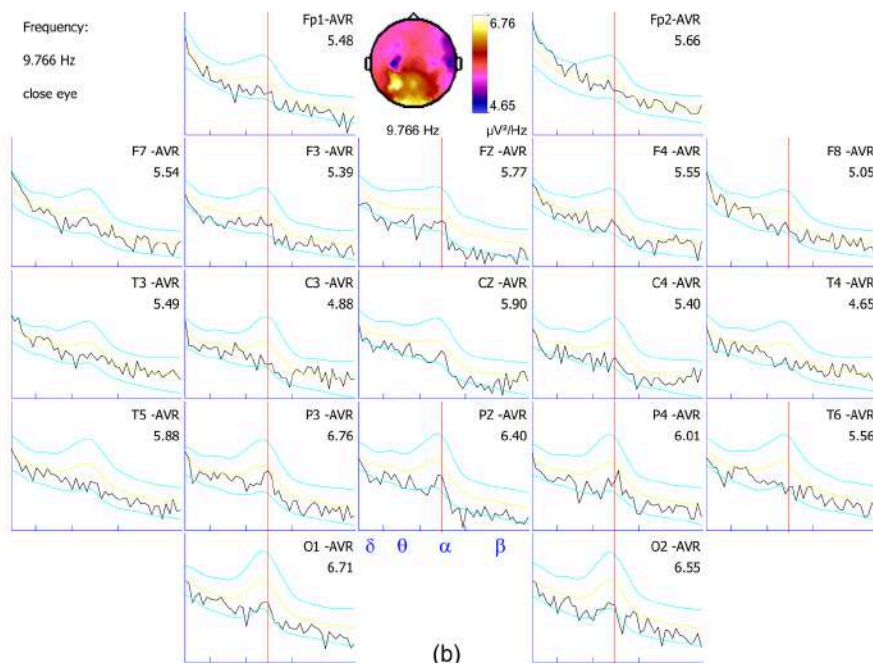 Frequency:
9.766 Hz
close eye
Fp1-AVR
5.48
6.76
4.65
9.766 Hz
µV²/Hz
Fp2-AVR
5.66
F7 -AVR
5.54
F3 -AVR
5.39
FZ -AVR
5.77
F4 -AVR
5.55
F8 -AVR
5.05
T3 -AVR
5.49
C3 -AVR
4.88
CZ -AVR
5.90
C4 -AVR
5.40
T4 -AVR
4.65
T5 -AVR
5.88
P3 -AVR
6.76
PZ -AVR
6.40
P4 -AVR
6.01
T6 -AVR
5.56
O1 -AVR
6.71
δ θ α β
O2 -AVR
6.55
(b)